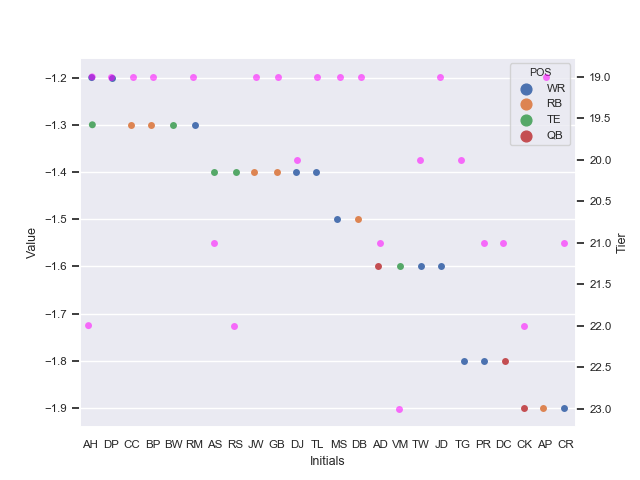 POS
WR
RB
TE
QB
−1.2
−1.3
−1.4
−1.5
−1.6
−1.7
−1.8
−1.9
Value
19.0
19.5
20.0
20.5
21.0
21.5
22.0
22.5
23.0
Tier
AH DP CC BP BW RM AS RS JW GB DJ TL MS DB AD VM TW JD TG PR DC CK AP CR
Initials